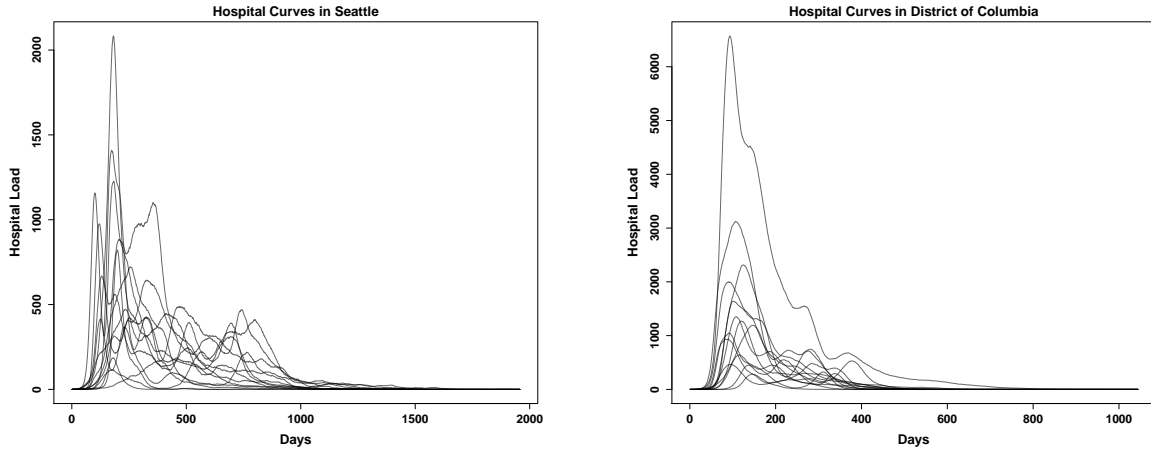 Hospital Curves in Seattle
Hospital Load
2000
1500
1000
500
0
0 500 1000 1500 2000
Days
Hospital Curves in District of Columbia
Hospital Load
6000
5000
4000
3000
2000
1000
0
0 200 400 600 800 1000
Days